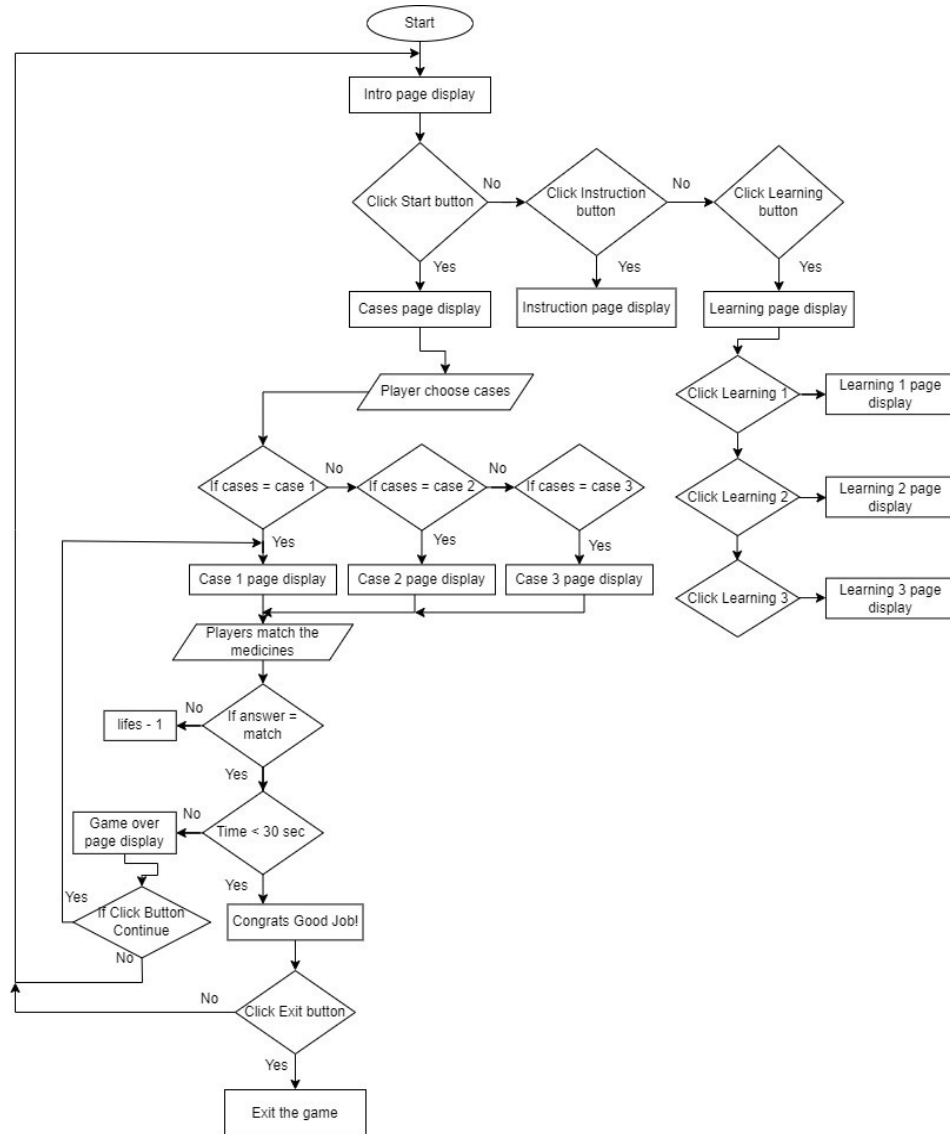 Start
Intro page display
Click Start button
No
Click Instruction
button
No
Click Learning
button
Yes
Yes
Yes
Cases page display
Instruction page display
Learning page display
Player choose cases
Click Learning 1
Learning 1 page
display
If cases = case 1
No
If cases = case 2
No
If cases = case 3
Click Learning 2
Learning 2 page
display
Yes
Yes
Yes
Case 1 page display
Case 2 page display
Case 3 page display
Click Learning 3
Learning 3 page
display
Players match the
medicines
If answer =
match
No
lifes - 1
Yes
Time < 30 sec
No
Game over
page display
Yes
Yes
If Click Button
Continue
No
Congrats Good Job!
Click Exit button
No
Yes
Exit the game